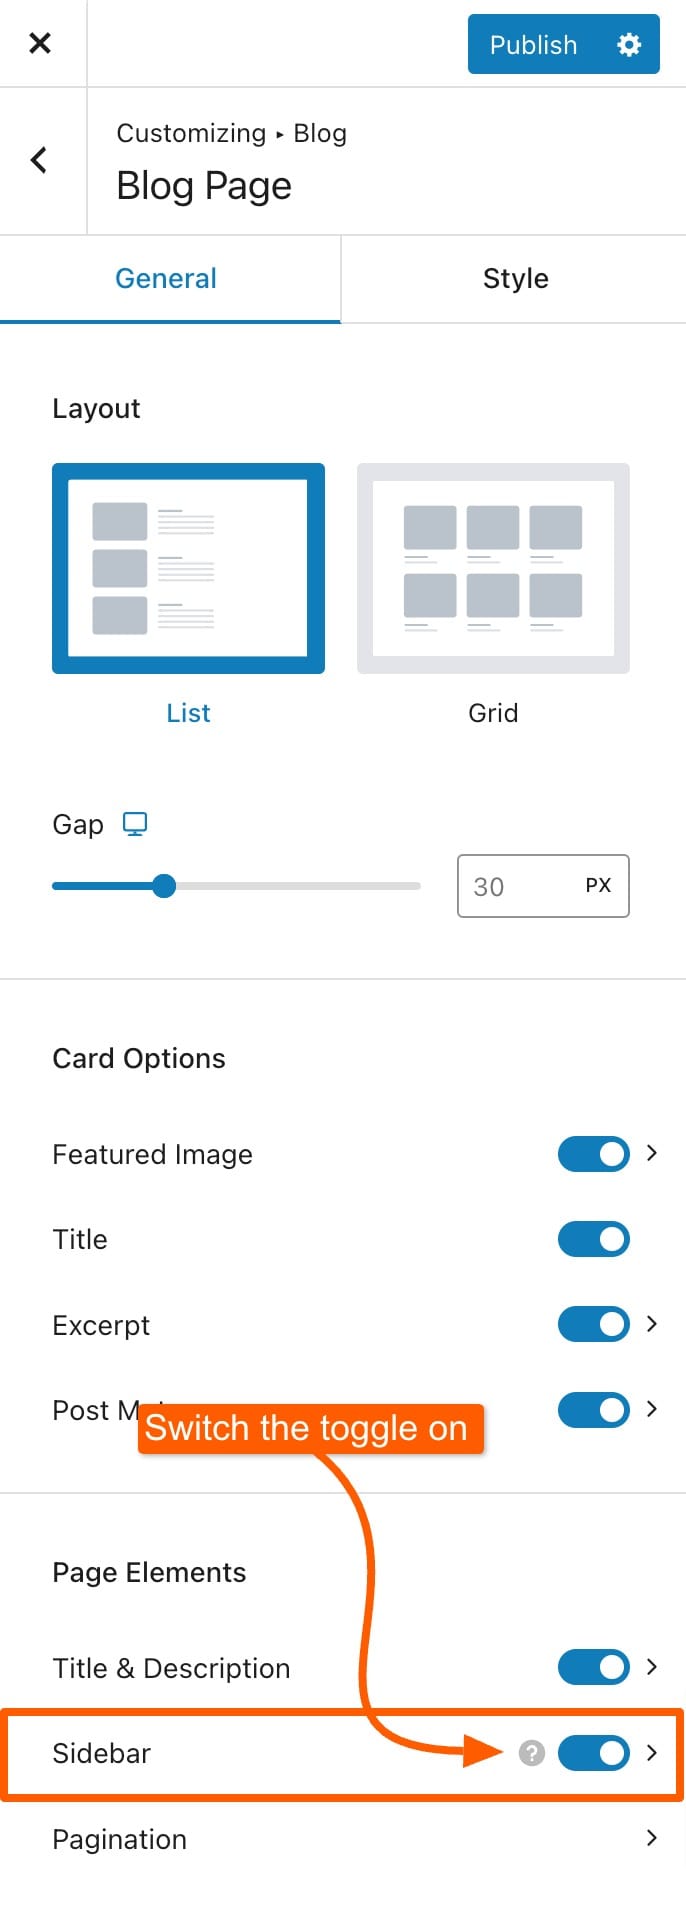 Publish
Customizing ▸ Blog
Blog Page
General
Style
Layout
List
Grid
Gap
30 PX
Card Options
Featured Image
Title
Excerpt
Post
Switch the toggle on
Page Elements
Title & Description
Sidebar ?
Pagination